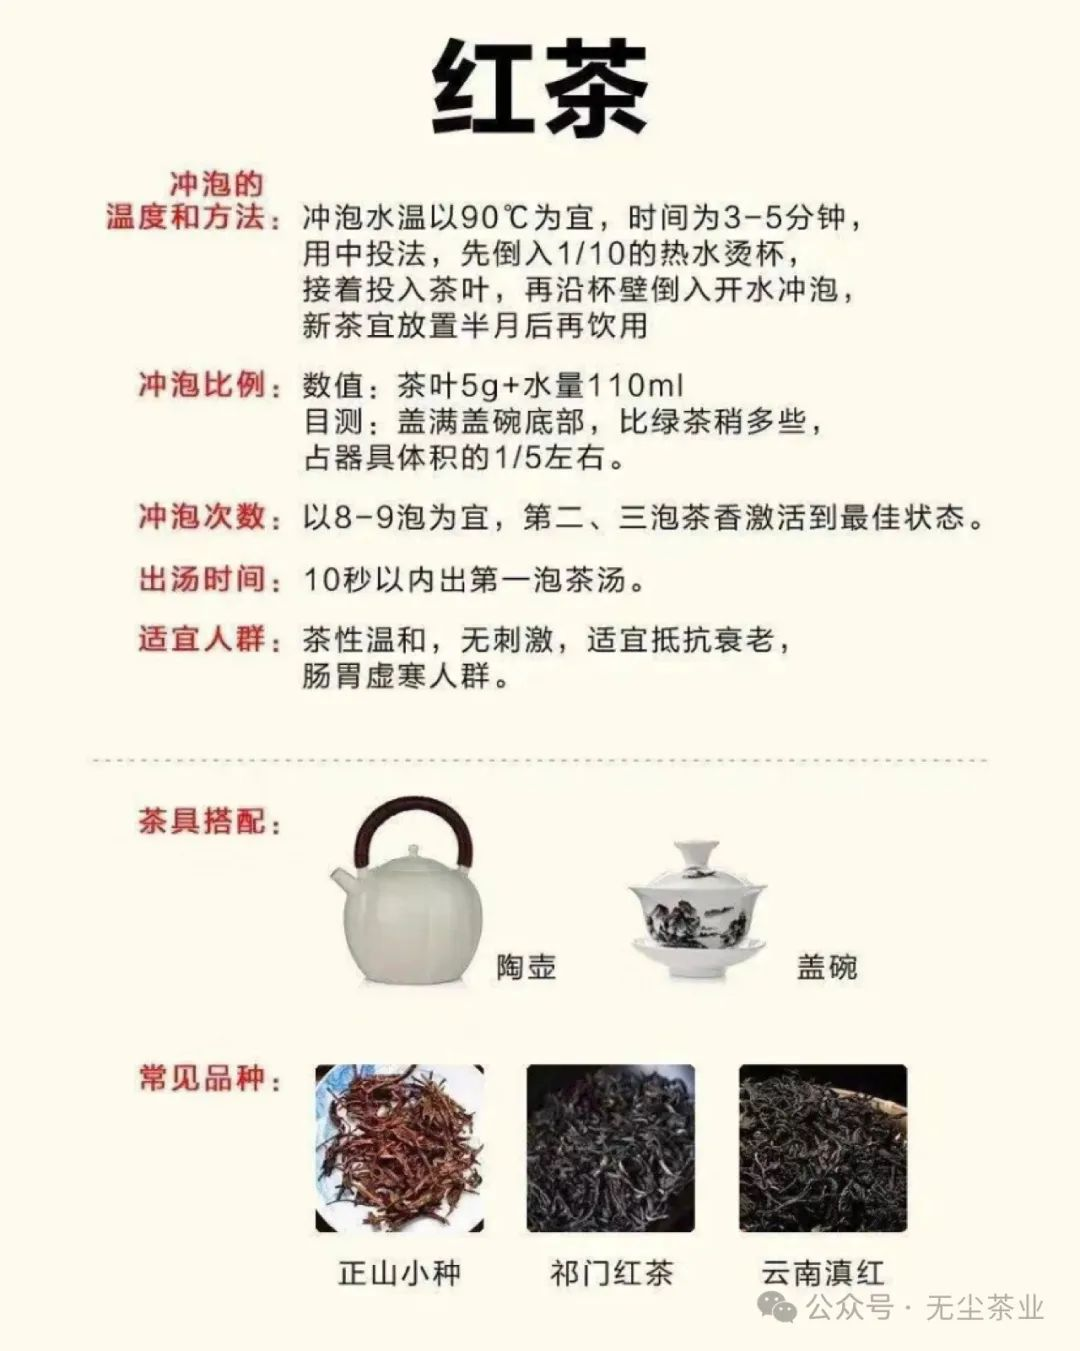 红茶
冲泡的
温度和方法：冲泡水温以90℃为宜，时间为3-5分钟，
用中投法，先倒入1/10的热水烫杯，
接着投入茶叶，再沿杯壁倒入开水冲泡，
新茶宜放置半月后再饮用
冲泡比例：数值：茶叶5g+水量110ml
目测：盖满盖碗底部，比绿茶稍多些，
占器具体积的1/5左右。
冲泡次数：以8-9泡为宜，第二、三泡茶香激活到最佳状态。
出汤时间：10秒以内出第一泡茶汤。
适宜人群：茶性温和，无刺激，适宜抵抗衰老，
肠胃虚寒人群。
茶具搭配：
陶壶 盖碗
常见品种：
正山小种 祁门红茶 云南滇红
公众号·无尘茶业